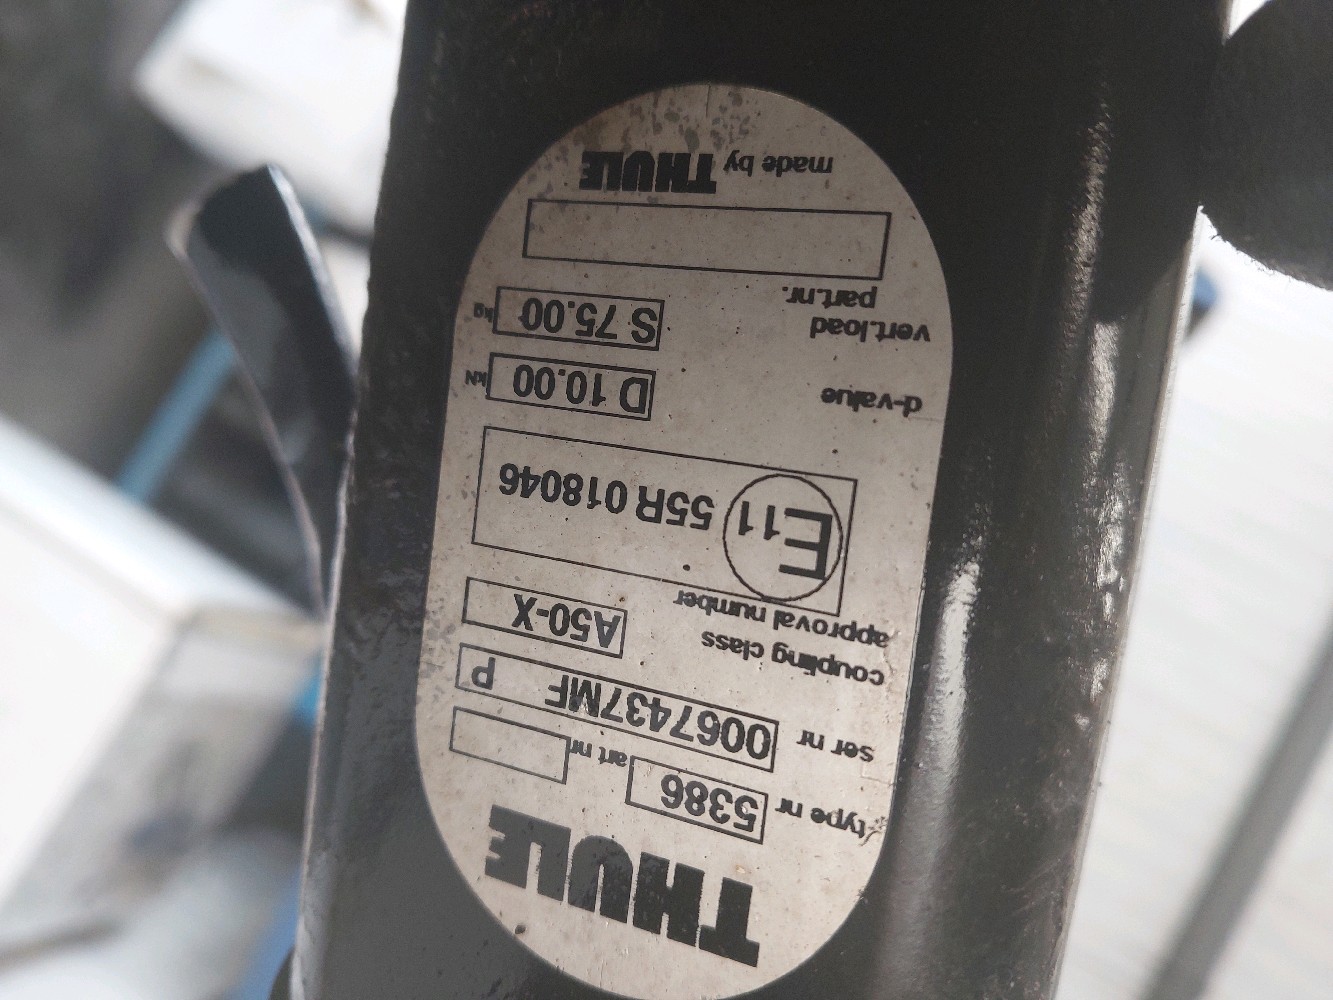 THULE
type nr 5386 art nr
ser nr 0067437MF P
coupling class A50-X
approval number
E11 55R 018046
d-value D 10.00 kN
vert.load S 75.00 kg
part.nr.
made by THULE